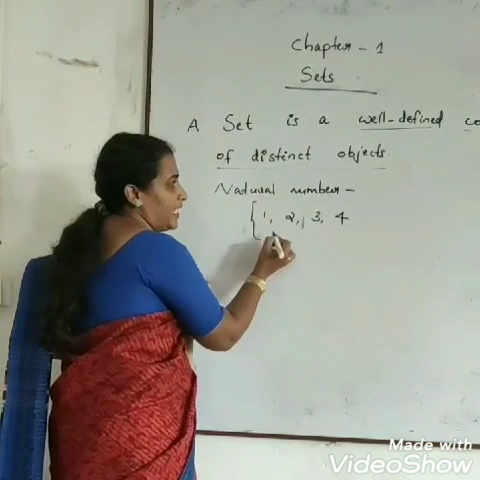 Chapter - 1
Sets
A Set is a well-defined co
of distinct objects
Natural number -
{1, 2, 3, 4
Made with
VideoShow